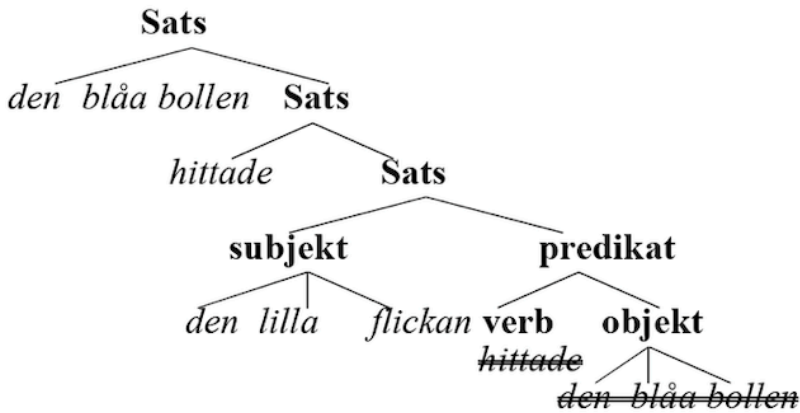 Sats
den blåa bollen Sats
hittade Sats
subjekt predikat
den lilla flickan verb objekt
hittade
den blåa bollen